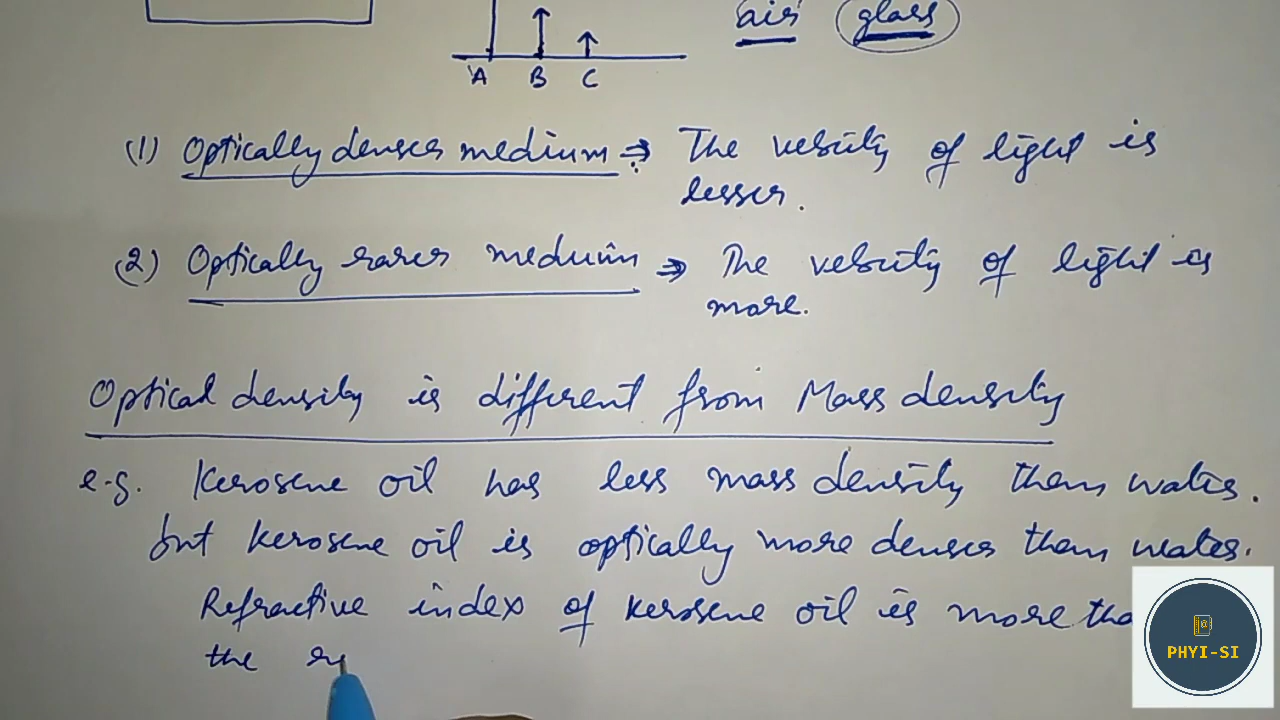 air glass
A B C
(1) Optically denser medium ⇒ The velocity of light is
lesser.
(2) Optically rarer medium ⇒ The velocity of light is
more.
Optical density is different from Mass density
e.g. Kerosene oil has less mass density than water.
but kerosene oil is optically more denser than water.
Refractive index of kerosene oil is more tha
the
PHYI-SI